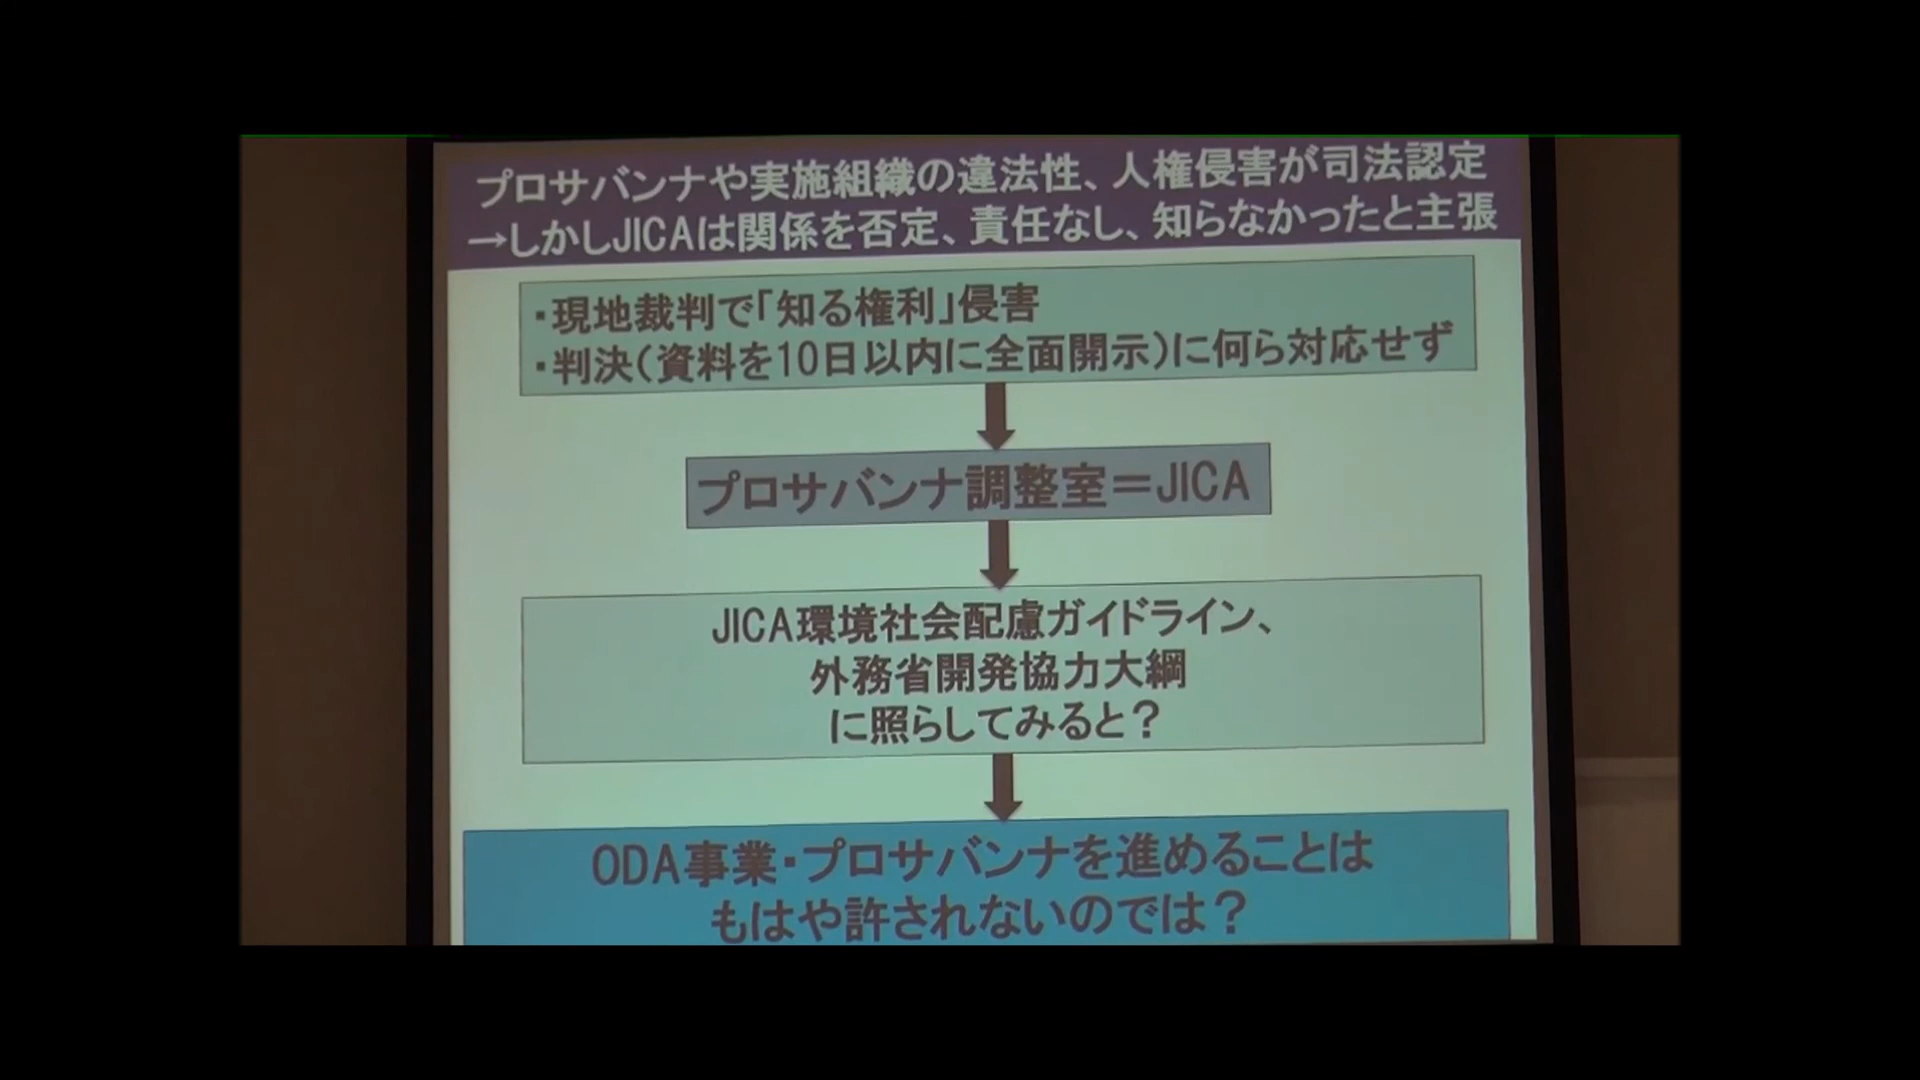 プロサバンナや実施組織の違法性、人権侵害が司法認定
→しかしJICAは関係を否定、責任なし、知らなかったと主張
・現地裁判で「知る権利」侵害
・判決(資料を10日以内に全面開示)に何ら対応せず
プロサバンナ調整室=JICA
JICA環境社会配慮ガイドライン、
外務省開発協力大綱
に照らしてみると?
ODA事業・プロサバンナを進めることは
もはや許されないのでは?